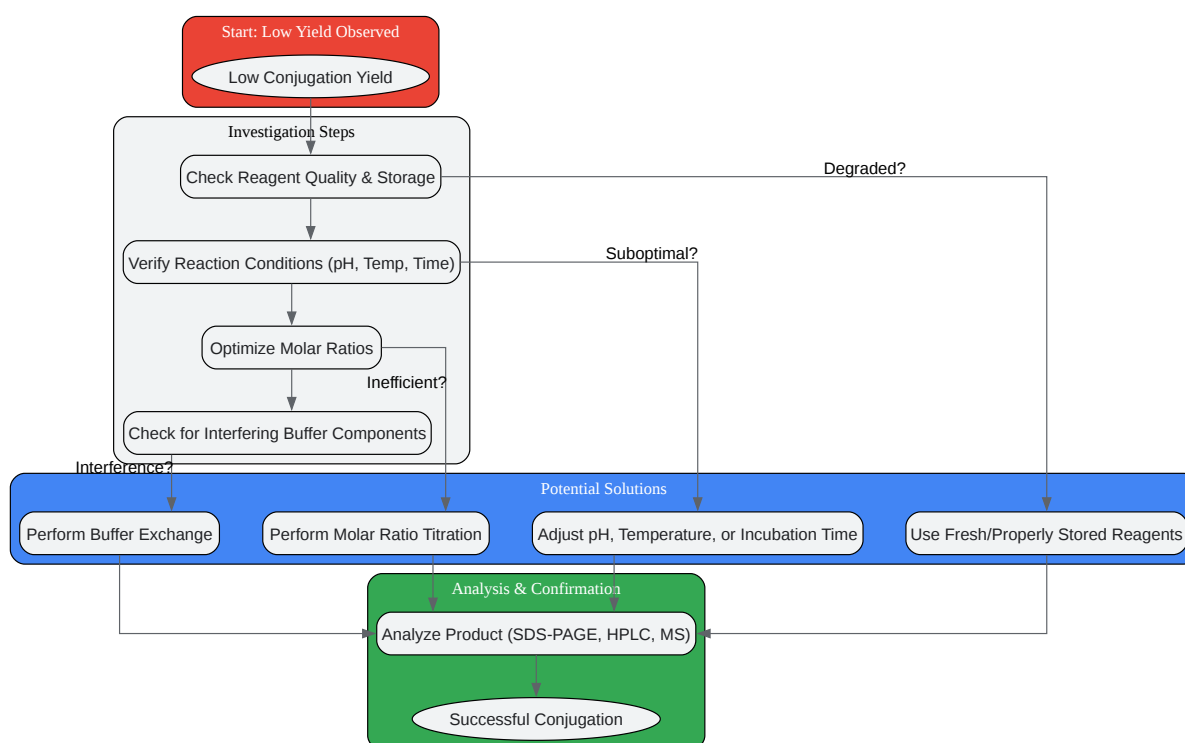 Start: Low Yield Observed
Low Conjugation Yield
Investigation Steps
Check Reagent Quality & Storage
Degraded?
Verify Reaction Conditions (pH, Temp, Time)
Suboptimal?
Optimize Molar Ratios
Inefficient?
Check for Interfering Buffer Components
Interference?
Potential Solutions
Perform Buffer Exchange
Perform Molar Ratio Titration
Adjust pH, Temperature, or Incubation Time
Use Fresh/Properly Stored Reagents
Analysis & Confirmation
Analyze Product (SDS-PAGE, HPLC, MS)
Successful Conjugation